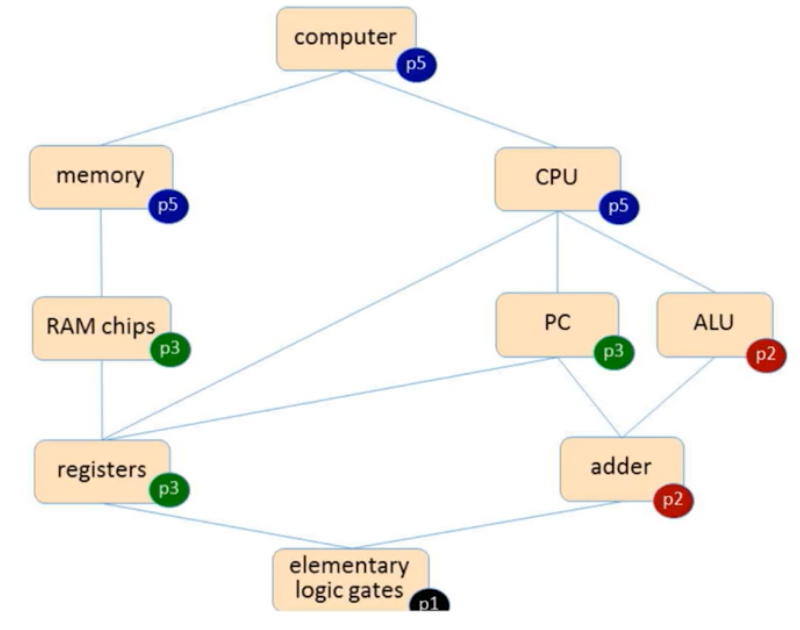 computer
p5
memory
p5
CPU
p5
RAM chips
p3
PC
p3
ALU
p2
registers
p3
adder
p2
elementary
logic gates
p1